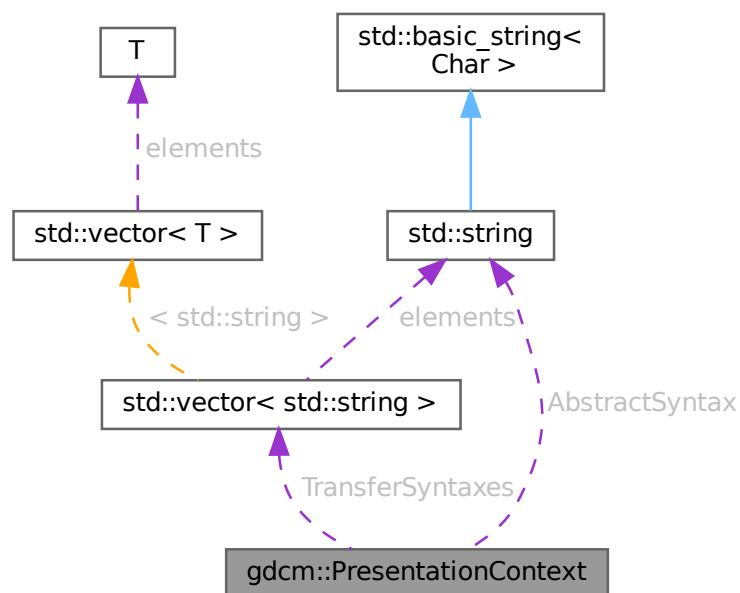 std::basic_string<
Char >
T
elements
std::vector< T >
std::string
< std::string >
elements
std::vector< std::string >
AbstractSyntax
TransferSyntaxes
gdcm::PresentationContext